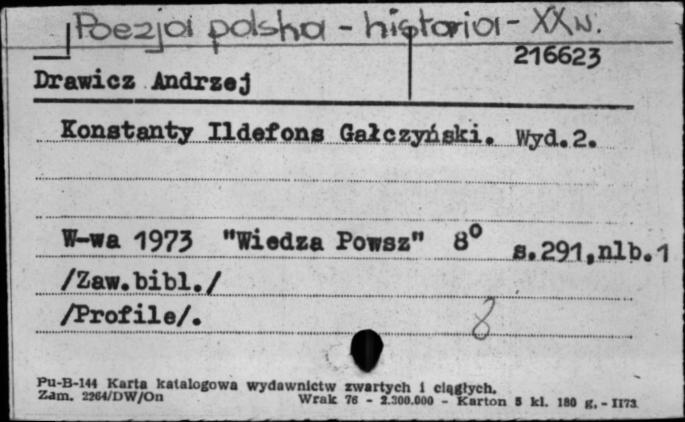 Poezja polska - historia - XX w.
216623
Drawicz Andrzej
Konstanty Ildefons Gałczyński. Wyd.2.
W-wa 1973 "Wiedza Powsz" 8° s.291,nlb.1
/Zaw.bibl./
/Profile/.
8
Pu-B-144 Karta katalogowa wydawnictw zwartych i ciągłych.
Zam. 2264/DW/On Wrak 76 - 2.300.000 - Karton 5 kl. 180 g. - II73